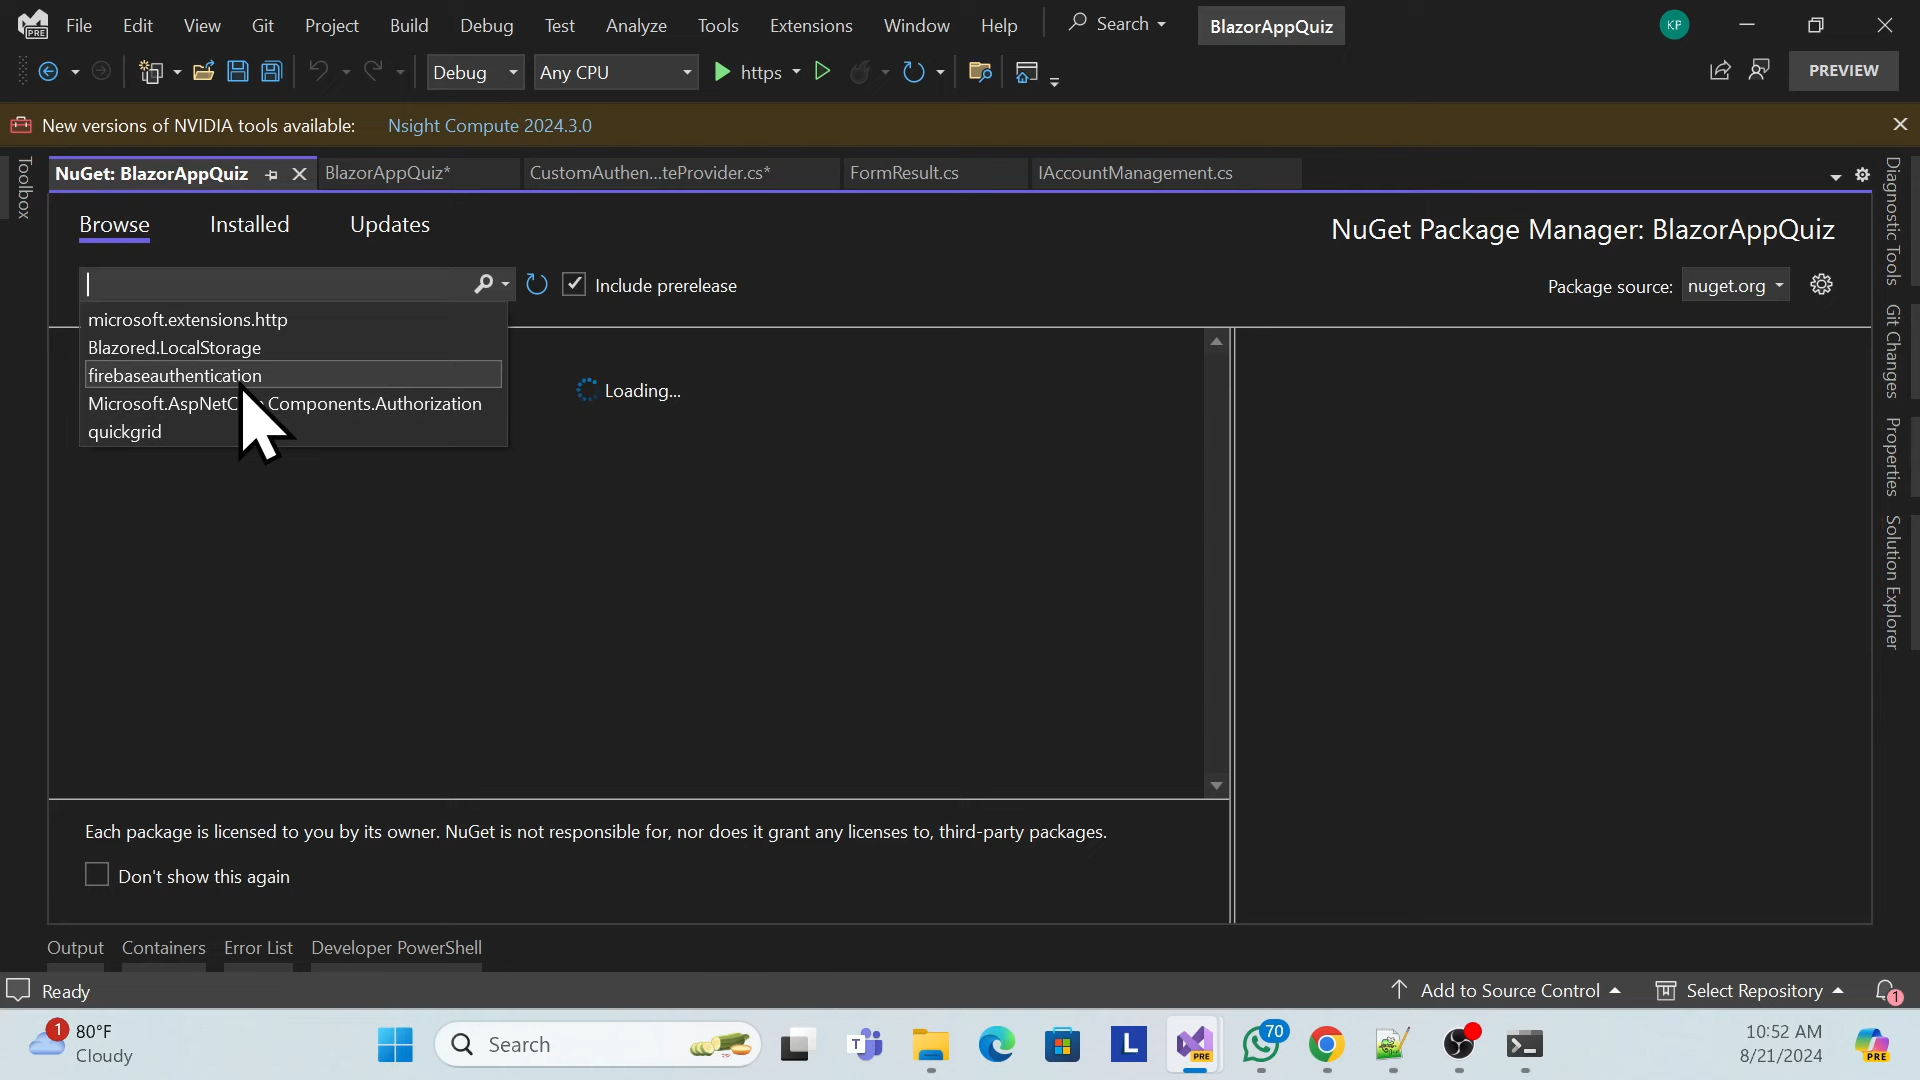 File Edit View Git Project Build Debug Test Analyze Tools Extensions Window Help Search BlazorAppQuiz KP
PRE Debug Any CPU https PREVIEW
New versions of NVIDIA tools available: Nsight Compute 2024.3.0
Toolbox
NuGet: BlazorAppQuiz BlazorAppQuiz* CustomAuthen...teProvider.cs* FormResult.cs IAccountManagement.cs
Browse Installed Updates NuGet Package Manager: BlazorAppQuiz
Include prerelease Package source: nuget.org
microsoft.extensions.http
Blazored.LocalStorage
firebaseauthentication
Components.Authorization
quickgrid
Loading...
Each package is licensed to you by its owner. NuGet is not responsible for, nor does it grant any licenses to, third-party packages.
Don't show this again
Diagnostic Tools
Git Changes
Properties
Solution Explorer
Output Containers Error List Developer PowerShell
Ready Add to Source Control Select Repository 1
1 80°F
Cloudy
Search T L PRE 70
10:52 AM
8/21/2024
PRE